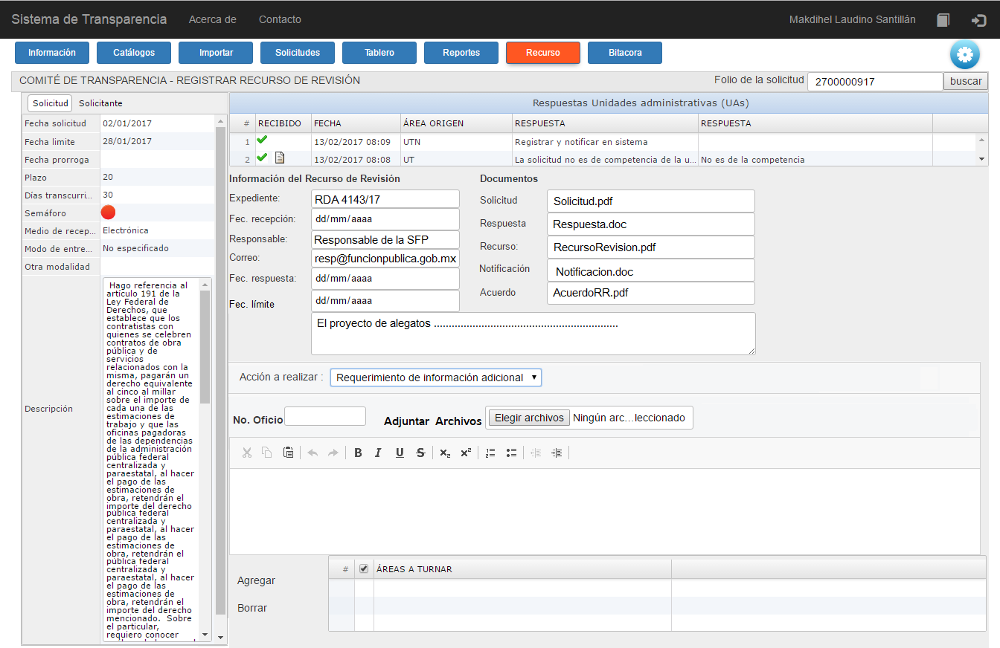 Sistema de Transparencia Acerca de Contacto Makdihel Laudino Santillán
Información Catálogos Importar Solicitudes Tablero Reportes Recurso Bitacora
COMITÉ DE TRANSPARENCIA - REGISTRAR RECURSO DE REVISIÓN Folio de la solicitud 2700000917 buscar
Solicitud Solicitante
Fecha solicitud 02/01/2017
Fecha limite 28/01/2017
Fecha prorroga
Plazo 20
Días transcurri... 30
Semáforo
Medio de recep... Electrónica
Modo de entre... No especificado
Otra modalidad
Descripción
Hago referencia al
artículo 191 de la
Ley Federal de
Derechos, que
establece que los
contratistas con
quienes se celebren
contratos de obra
pública y de
servicios
relacionados con la
misma, pagarán un
derecho equivalente
al cinco al millar
sobre el importe de
cada una de las
estimaciones de
trabajo y que las
oficinas pagadoras
de las dependencias
de la administración
pública federal
centralizada y
paraestatal, al hacer
el pago de las
estimaciones de
obra, retendrán el
importe del derecho
pública federal
centralizada y
paraestatal, al hacer
el pago de las
estimaciones de
obra, retendrán el
pública federal
centralizada y
paraestatal, al hacer
el pago de las
estimaciones de
obra, retendrán el
importe del derecho
mencionado. Sobre
el particular,
requiero conocer
Respuestas Unidades administrativas (UAs)
# RECIBIDO FECHA ÁREA ORIGEN RESPUESTA RESPUESTA
1 13/02/2017 08:09 UTN Registrar y notificar en sistema
2 13/02/2017 08:08 UT La solicitud no es de competencia de la u... No es de la competencia
Información del Recurso de Revisión
Expediente: RDA 4143/17
Fec. recepción: dd/mm/aaaa
Responsable: Responsable de la SFP
Correo: resp@funcionpublica.gob.mx
Fec. respuesta: dd/mm/aaaa
Fec. límite dd/mm/aaaa
Documentos
Solicitud Solicitud.pdf
Respuesta Respuesta.doc
Recurso: RecursoRevision.pdf
Notificación Notificacion.doc
Acuerdo AcuerdoRR.pdf
El proyecto de alegatos ..............................................................
Acción a realizar : Requerimiento de información adicional
No. Oficio Adjuntar Archivos Elegir archivos Ningún arc...leccionado
B I U S x₂ x²
# ÁREAS A TURNAR
Agregar
Borrar